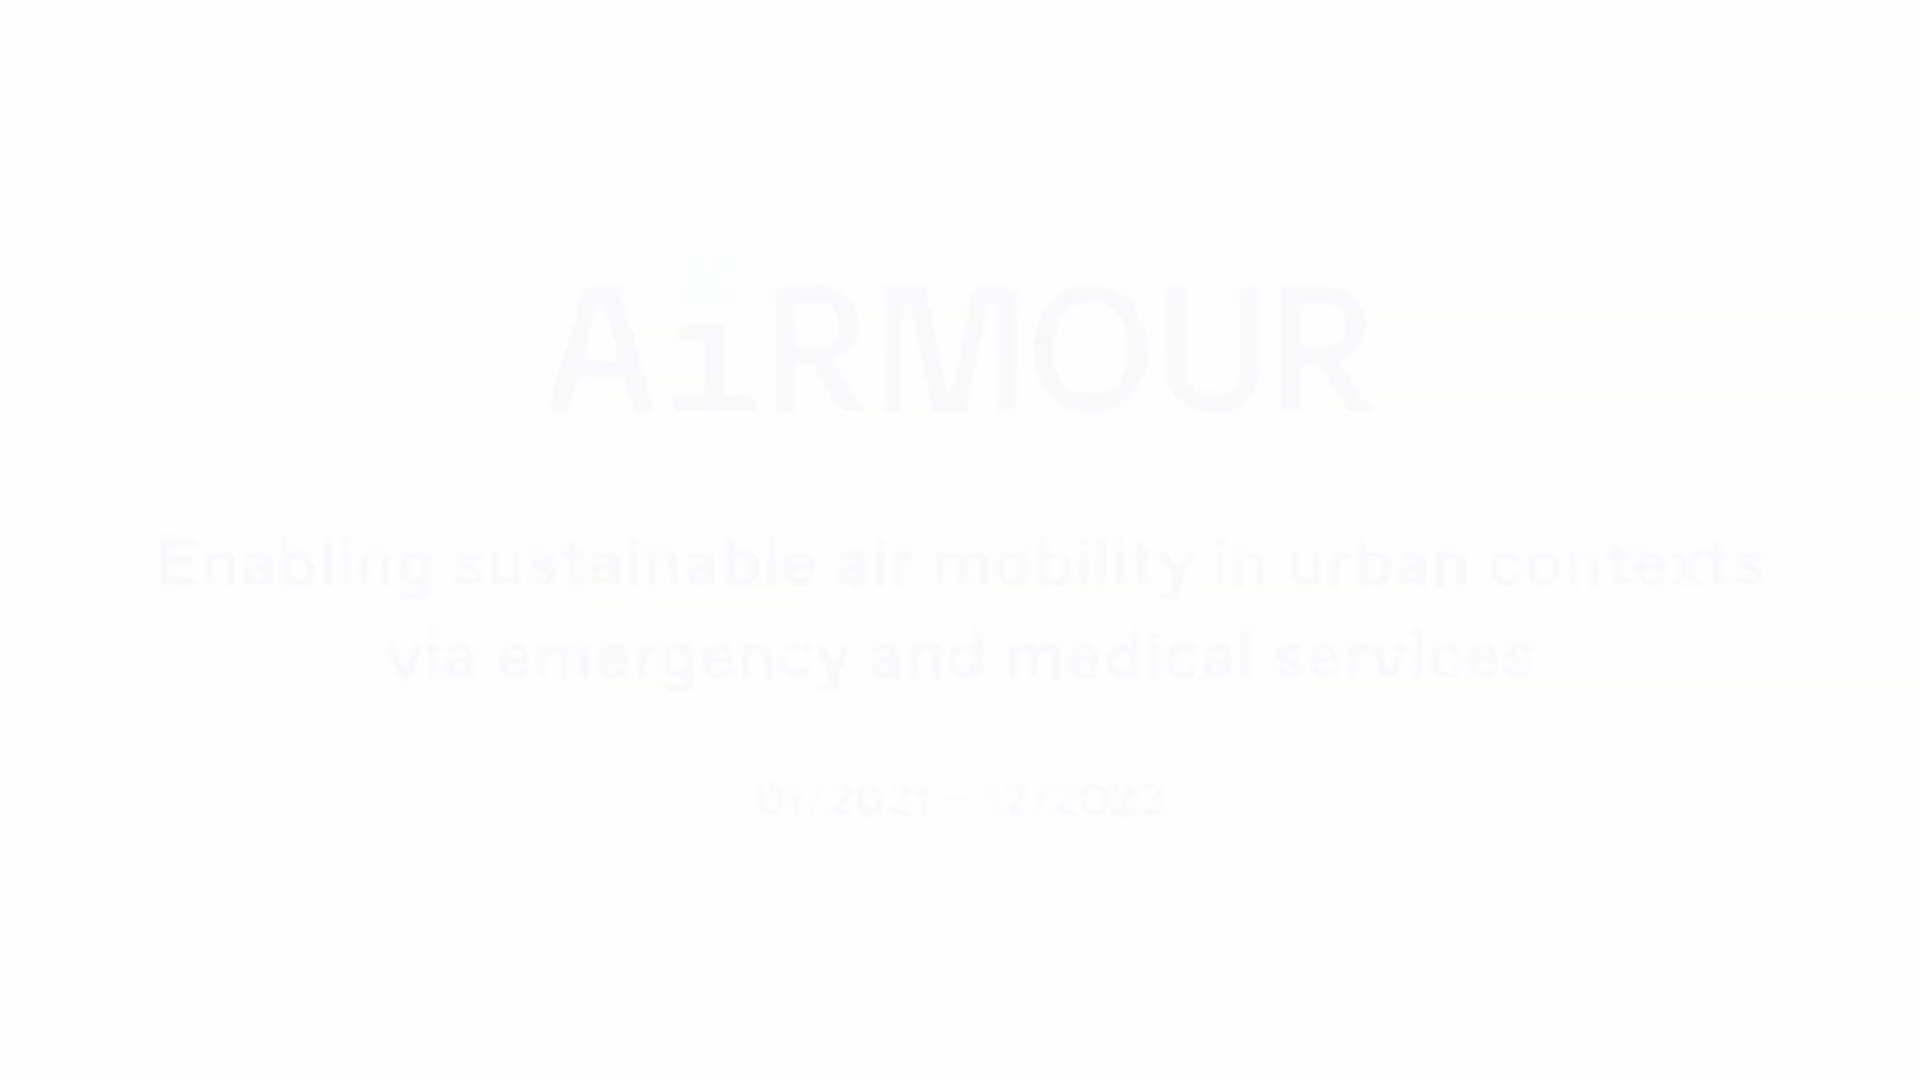 AiRMOUR
Enabling sustainable air mobility in urban contexts
via emergency and medical services
01/2021 – 12/2022